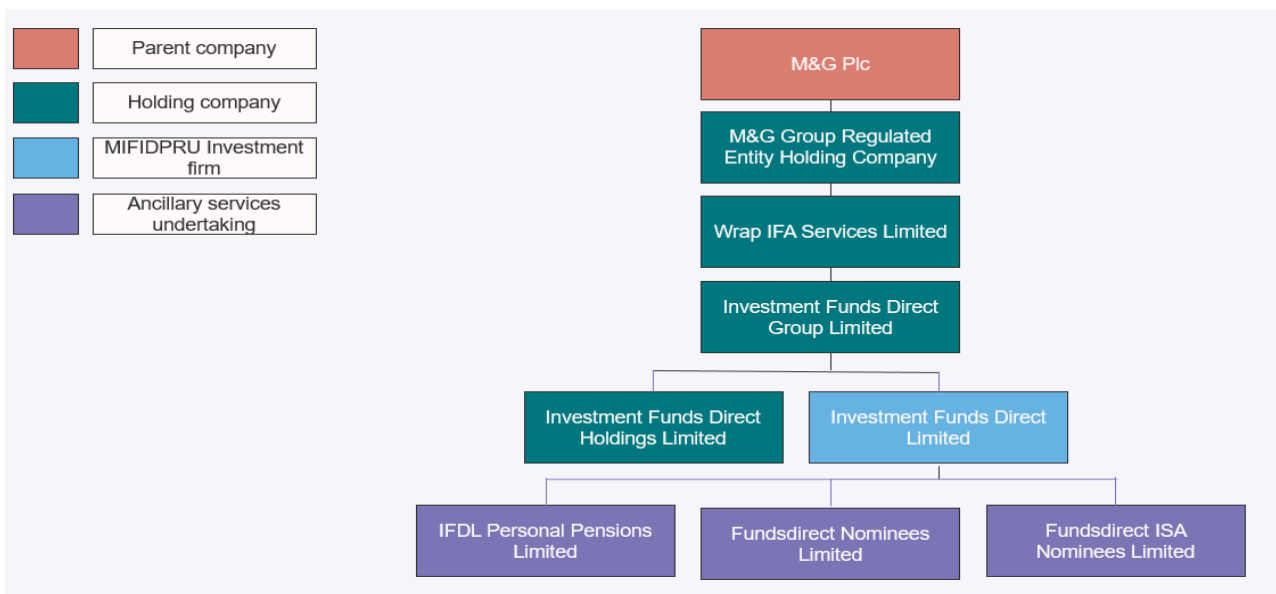 Parent company
Holding company
MIFIDPRU Investment
firm
Ancillary services
undertaking
M&G Plc
M&G Group Regulated
Entity Holding Company
Wrap IFA Services Limited
Investment Funds Direct
Group Limited
Investment Funds Direct
Holdings Limited
Investment Funds Direct
Limited
IFDL Personal Pensions
Limited
Fundsdirect Nominees
Limited
Fundsdirect ISA
Nominees Limited